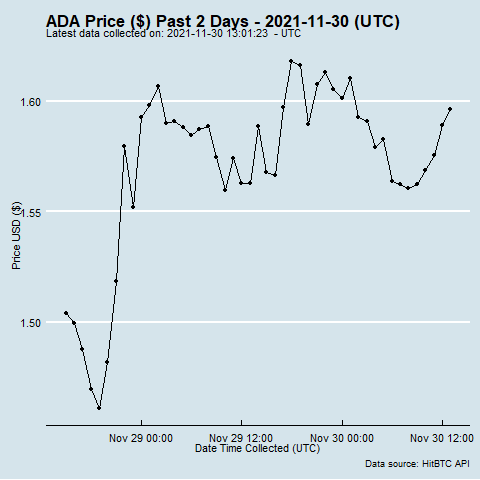 ADA Price ($) Past 2 Days - 2021-11-30 (UTC)
Latest data collected on: 2021-11-30 13:01:23  - UTC
1.60
1.55
1.50
Price USD ($)
Nov 29 00:00 Nov 29 12:00 Nov 30 00:00 Nov 30 12:00
Date Time Collected (UTC)
Data source: HitBTC API